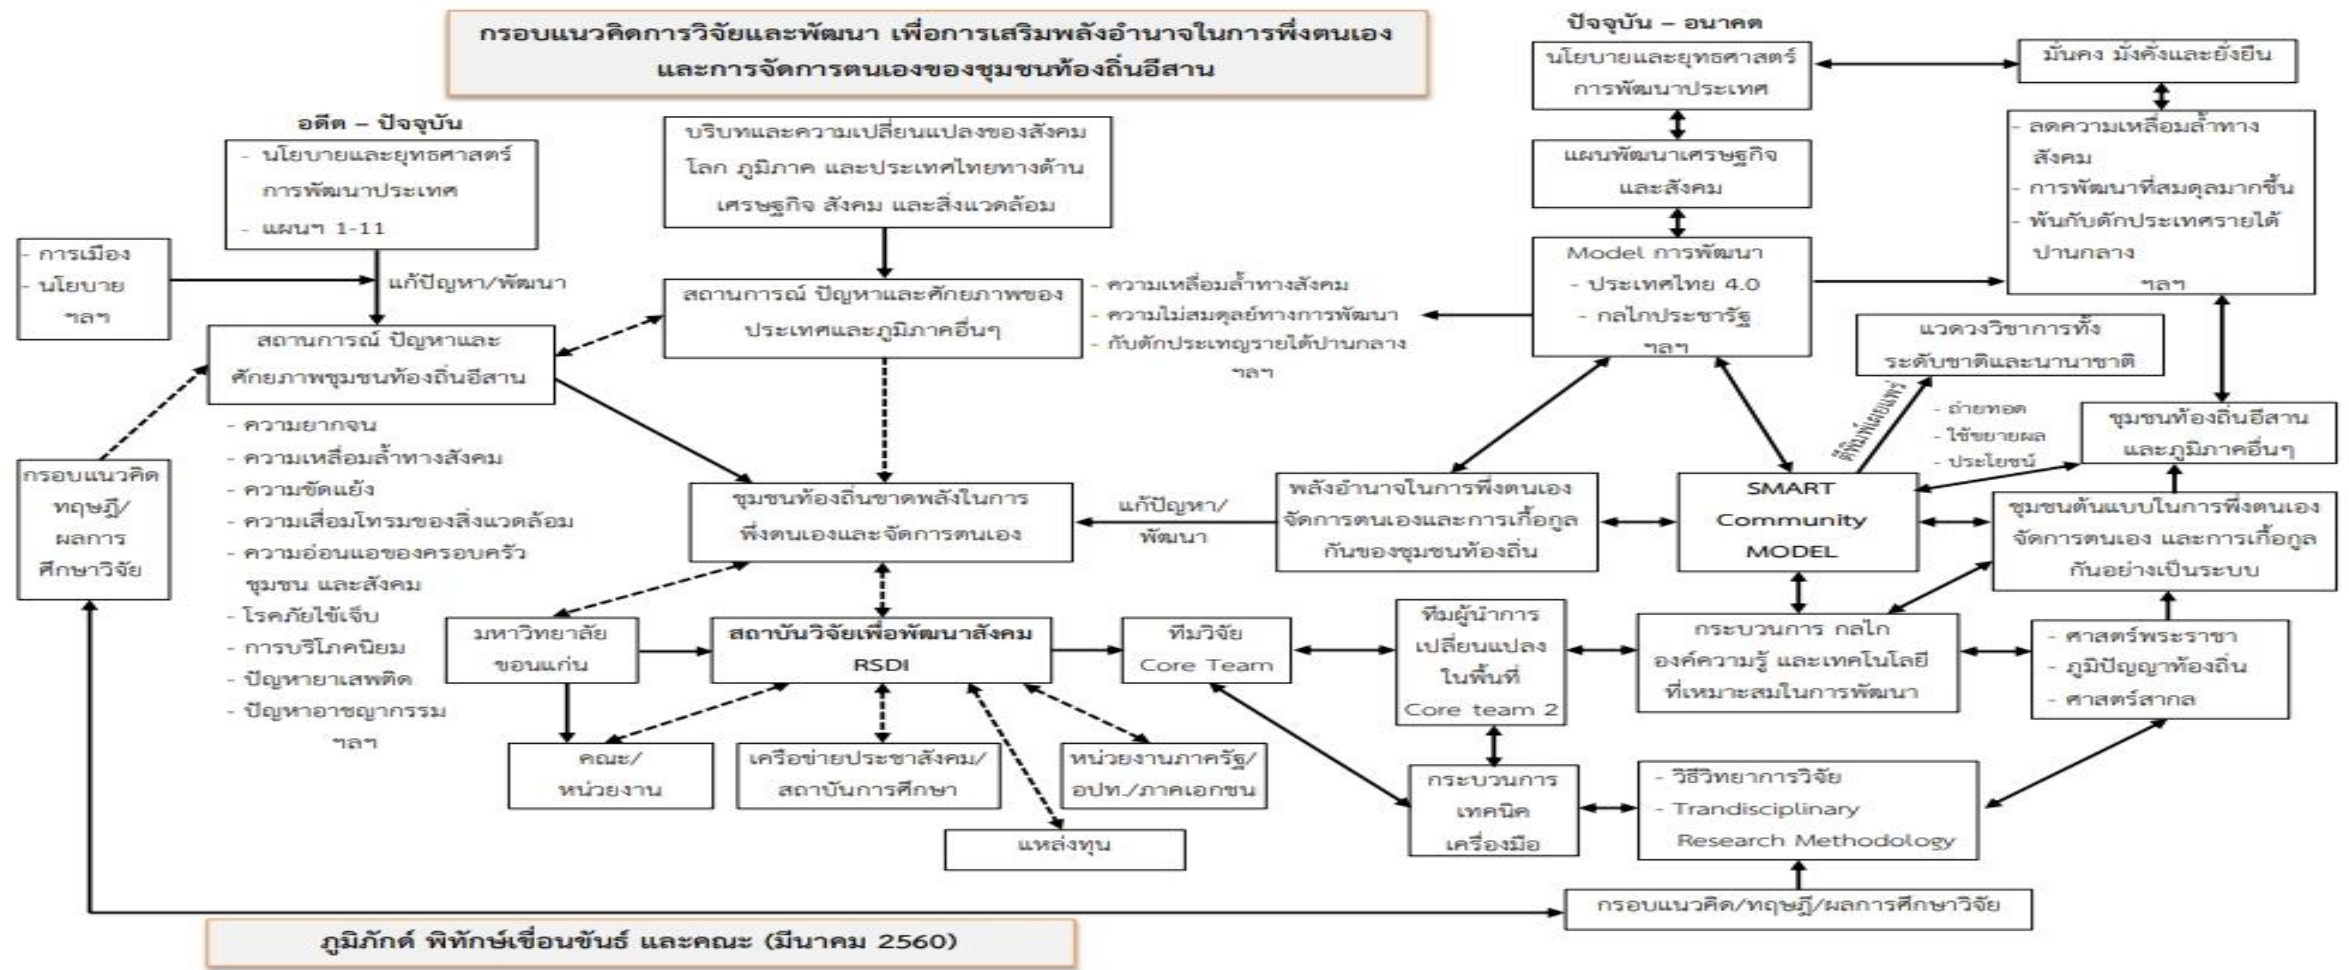 กรอบแนวคิดการวิจัยและพัฒนา เพื่อการเสริมพลังอำนาจในการพึ่งตนเอง
และการจัดการตนเองของชุมชนท้องถิ่นอีสาน
อดีต – ปัจจุบัน
- นโยบายและยุทธศาสตร์
การพัฒนาประเทศ
- แผนฯ 1-11
- การเมือง
- นโยบาย
ฯลฯ
แก้ปัญหา/พัฒนา
บริบทและความเปลี่ยนแปลงของสังคม
โลก ภูมิภาค และประเทศไทยทางด้าน
เศรษฐกิจ สังคม และสิ่งแวดล้อม
สถานการณ์ ปัญหาและ
ศักยภาพชุมชนท้องถิ่นอีสาน
สถานการณ์ ปัญหาและศักยภาพของ
ประเทศและภูมิภาคอื่นๆ
- ความเหลื่อมล้ำทางสังคม
- ความไม่สมดุลย์ทางการพัฒนา
- กับดักประเทญรายได้ปานกลาง
ฯลฯ
- ความยากจน
- ความเหลื่อมล้ำทางสังคม
- ความขัดแย้ง
- ความเสื่อมโทรมของสิ่งแวดล้อม
- ความอ่อนแอของครอบครัว
ชุมชน และสังคม
- โรคภัยไข้เจ็บ
- การบริโภคนิยม
- ปัญหายาเสพติด
- ปัญหาอาชญากรรม
ฯลฯ
กรอบแนวคิด
ทฤษฎี/
ผลการ
ศึกษาวิจัย
ชุมชนท้องถิ่นขาดพลังในการ
พึ่งตนเองและจัดการตนเอง
แก้ปัญหา/
พัฒนา
มหาวิทยาลัย
ขอนแก่น
สถาบันวิจัยเพื่อพัฒนาสังคม
RSDI
ทีมวิจัย
Core Team
คณะ/
หน่วยงาน
เครือข่ายประชาสังคม/
สถาบันการศึกษา
หน่วยงานภาครัฐ/
อปท./ภาคเอกชน
แหล่งทุน
ปัจจุบัน – อนาคต
นโยบายและยุทธศาสตร์
การพัฒนาประเทศ
มั่นคง มั่งคั่งและยั่งยืน
แผนพัฒนาเศรษฐกิจ
และสังคม
- ลดความเหลื่อมล้ำทาง
สังคม
- การพัฒนาที่สมดุลมากขึ้น
- พ้นกับดักประเทศรายได้
ปานกลาง
ฯลฯ
Model การพัฒนา
- ประเทศไทย 4.0
- กลไกประชารัฐ
ฯลฯ
แวดวงวิชาการทั้ง
ระดับชาติและนานาชาติ
ตีพิมพ์เผยแพร่
- ถ่ายทอด
- ใช้ขยายผล
- ประโยชน์
ชุมชนท้องถิ่นอีสาน
และภูมิภาคอื่นๆ
พลังอำนาจในการพึ่งตนเอง
จัดการตนเองและการเกื้อกูล
กันของชุมชนท้องถิ่น
SMART
Community
MODEL
ชุมชนต้นแบบในการพึ่งตนเอง
จัดการตนเอง และการเกื้อกูล
กันอย่างเป็นระบบ
ทีมผู้นำการ
เปลี่ยนแปลง
ในพื้นที่
Core team 2
กระบวนการ กลไก
องค์ความรู้ และเทคโนโลยี
ที่เหมาะสมในการพัฒนา
- ศาสตร์พระราชา
- ภูมิปัญญาท้องถิ่น
- ศาสตร์สากล
กระบวนการ
เทคนิค
เครื่องมือ
- วิธีวิทยาการวิจัย
- Trandisciplinary
Research Methodology
กรอบแนวคิด/ทฤษฎี/ผลการศึกษาวิจัย
ภูมิภักด์ พิทักษ์เขื่อนขันธ์ และคณะ (มีนาคม 2560)